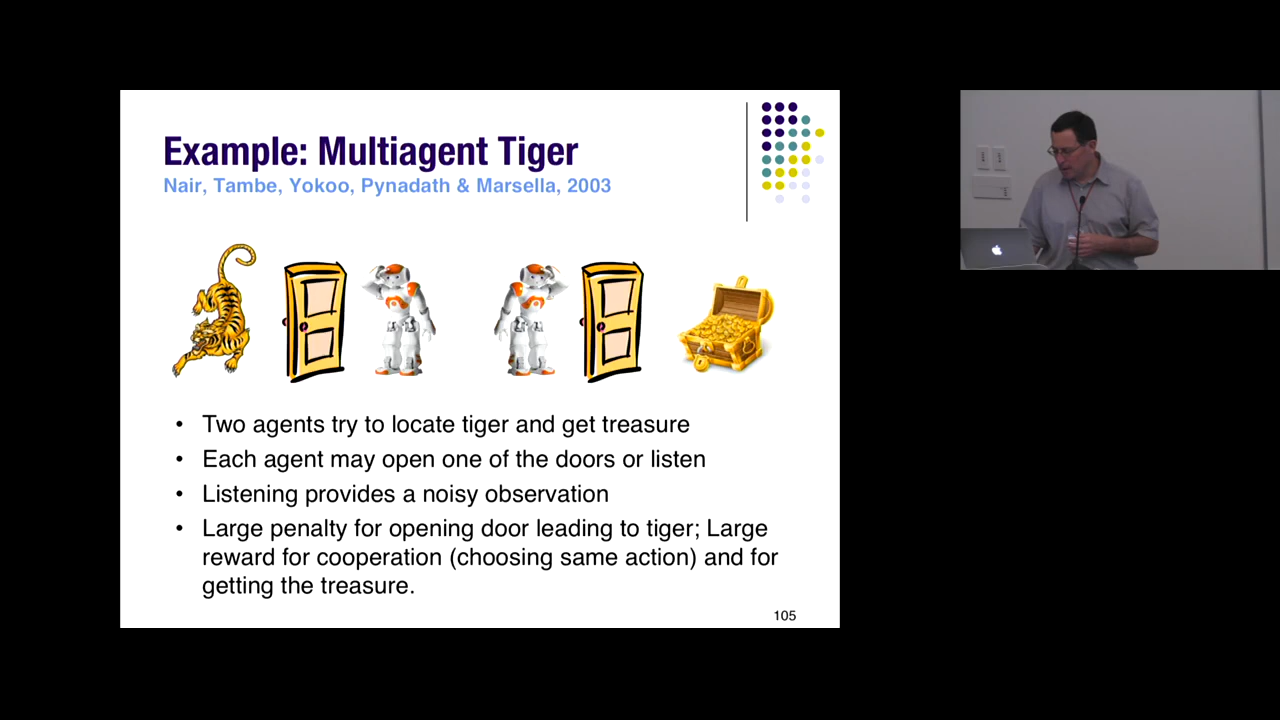 Example: Multiagent Tiger
Nair, Tambe, Yokoo, Pynadath & Marsella, 2003
• Two agents try to locate tiger and get treasure
• Each agent may open one of the doors or listen
• Listening provides a noisy observation
• Large penalty for opening door leading to tiger; Large
reward for cooperation (choosing same action) and for
getting the treasure.
105